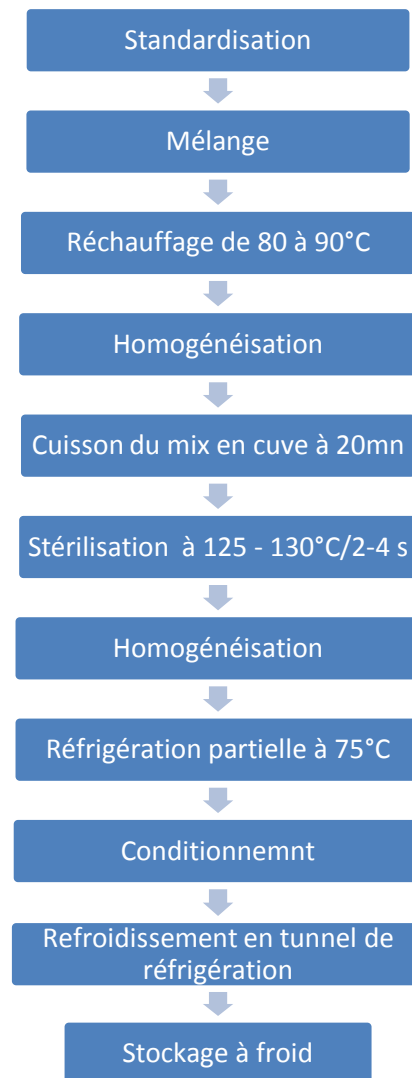 Standardisation
Mélange
Réchauffage de 80 à 90°C
Homogénéisation
Cuisson du mix en cuve à 20mn
Stérilisation à 125 - 130°C/2-4 s
Homogénéisation
Réfrigération partielle à 75°C
Conditionnemnt
Refroidissement en tunnel de
réfrigération
Stockage à froid